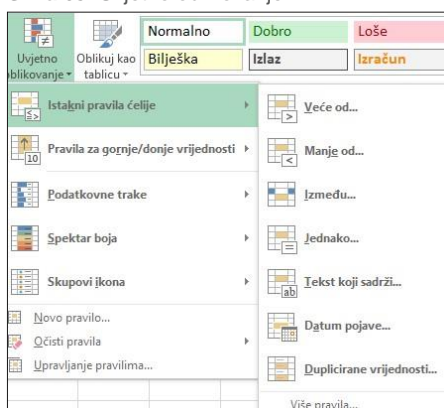 Uvjetno
oblikovanje
Oblikuj kao
tablicu
Normalno
Dobro
Loše
Bilješka
Izlaz
Izračun
Istakni pravila ćelije
Pravila za gornje/donje vrijednosti
Podatkovne trake
Spektar boja
Skupovi ikona
Novo pravilo...
Očisti pravila
Upravljanje pravilima...
Veće od...
Manje od...
Između...
Jednako...
Tekst koji sadrži...
Datum pojave...
Duplicirane vrijednosti...
Više pravila...